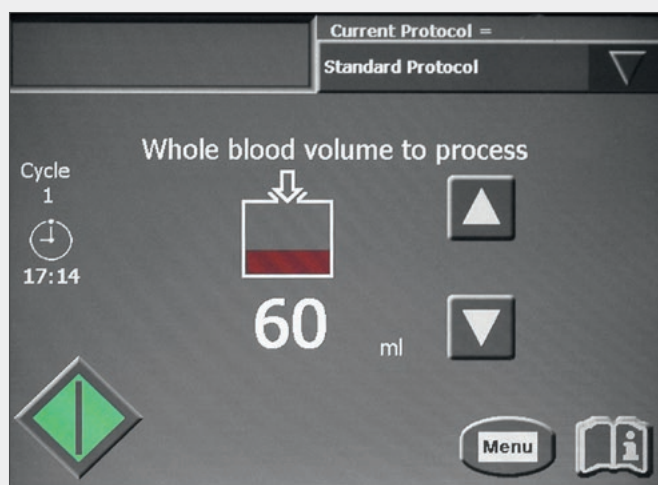 Current Protocol =
Standard Protocol
Whole blood volume to process
Cycle
1
17:14
60 ml
Menu
i